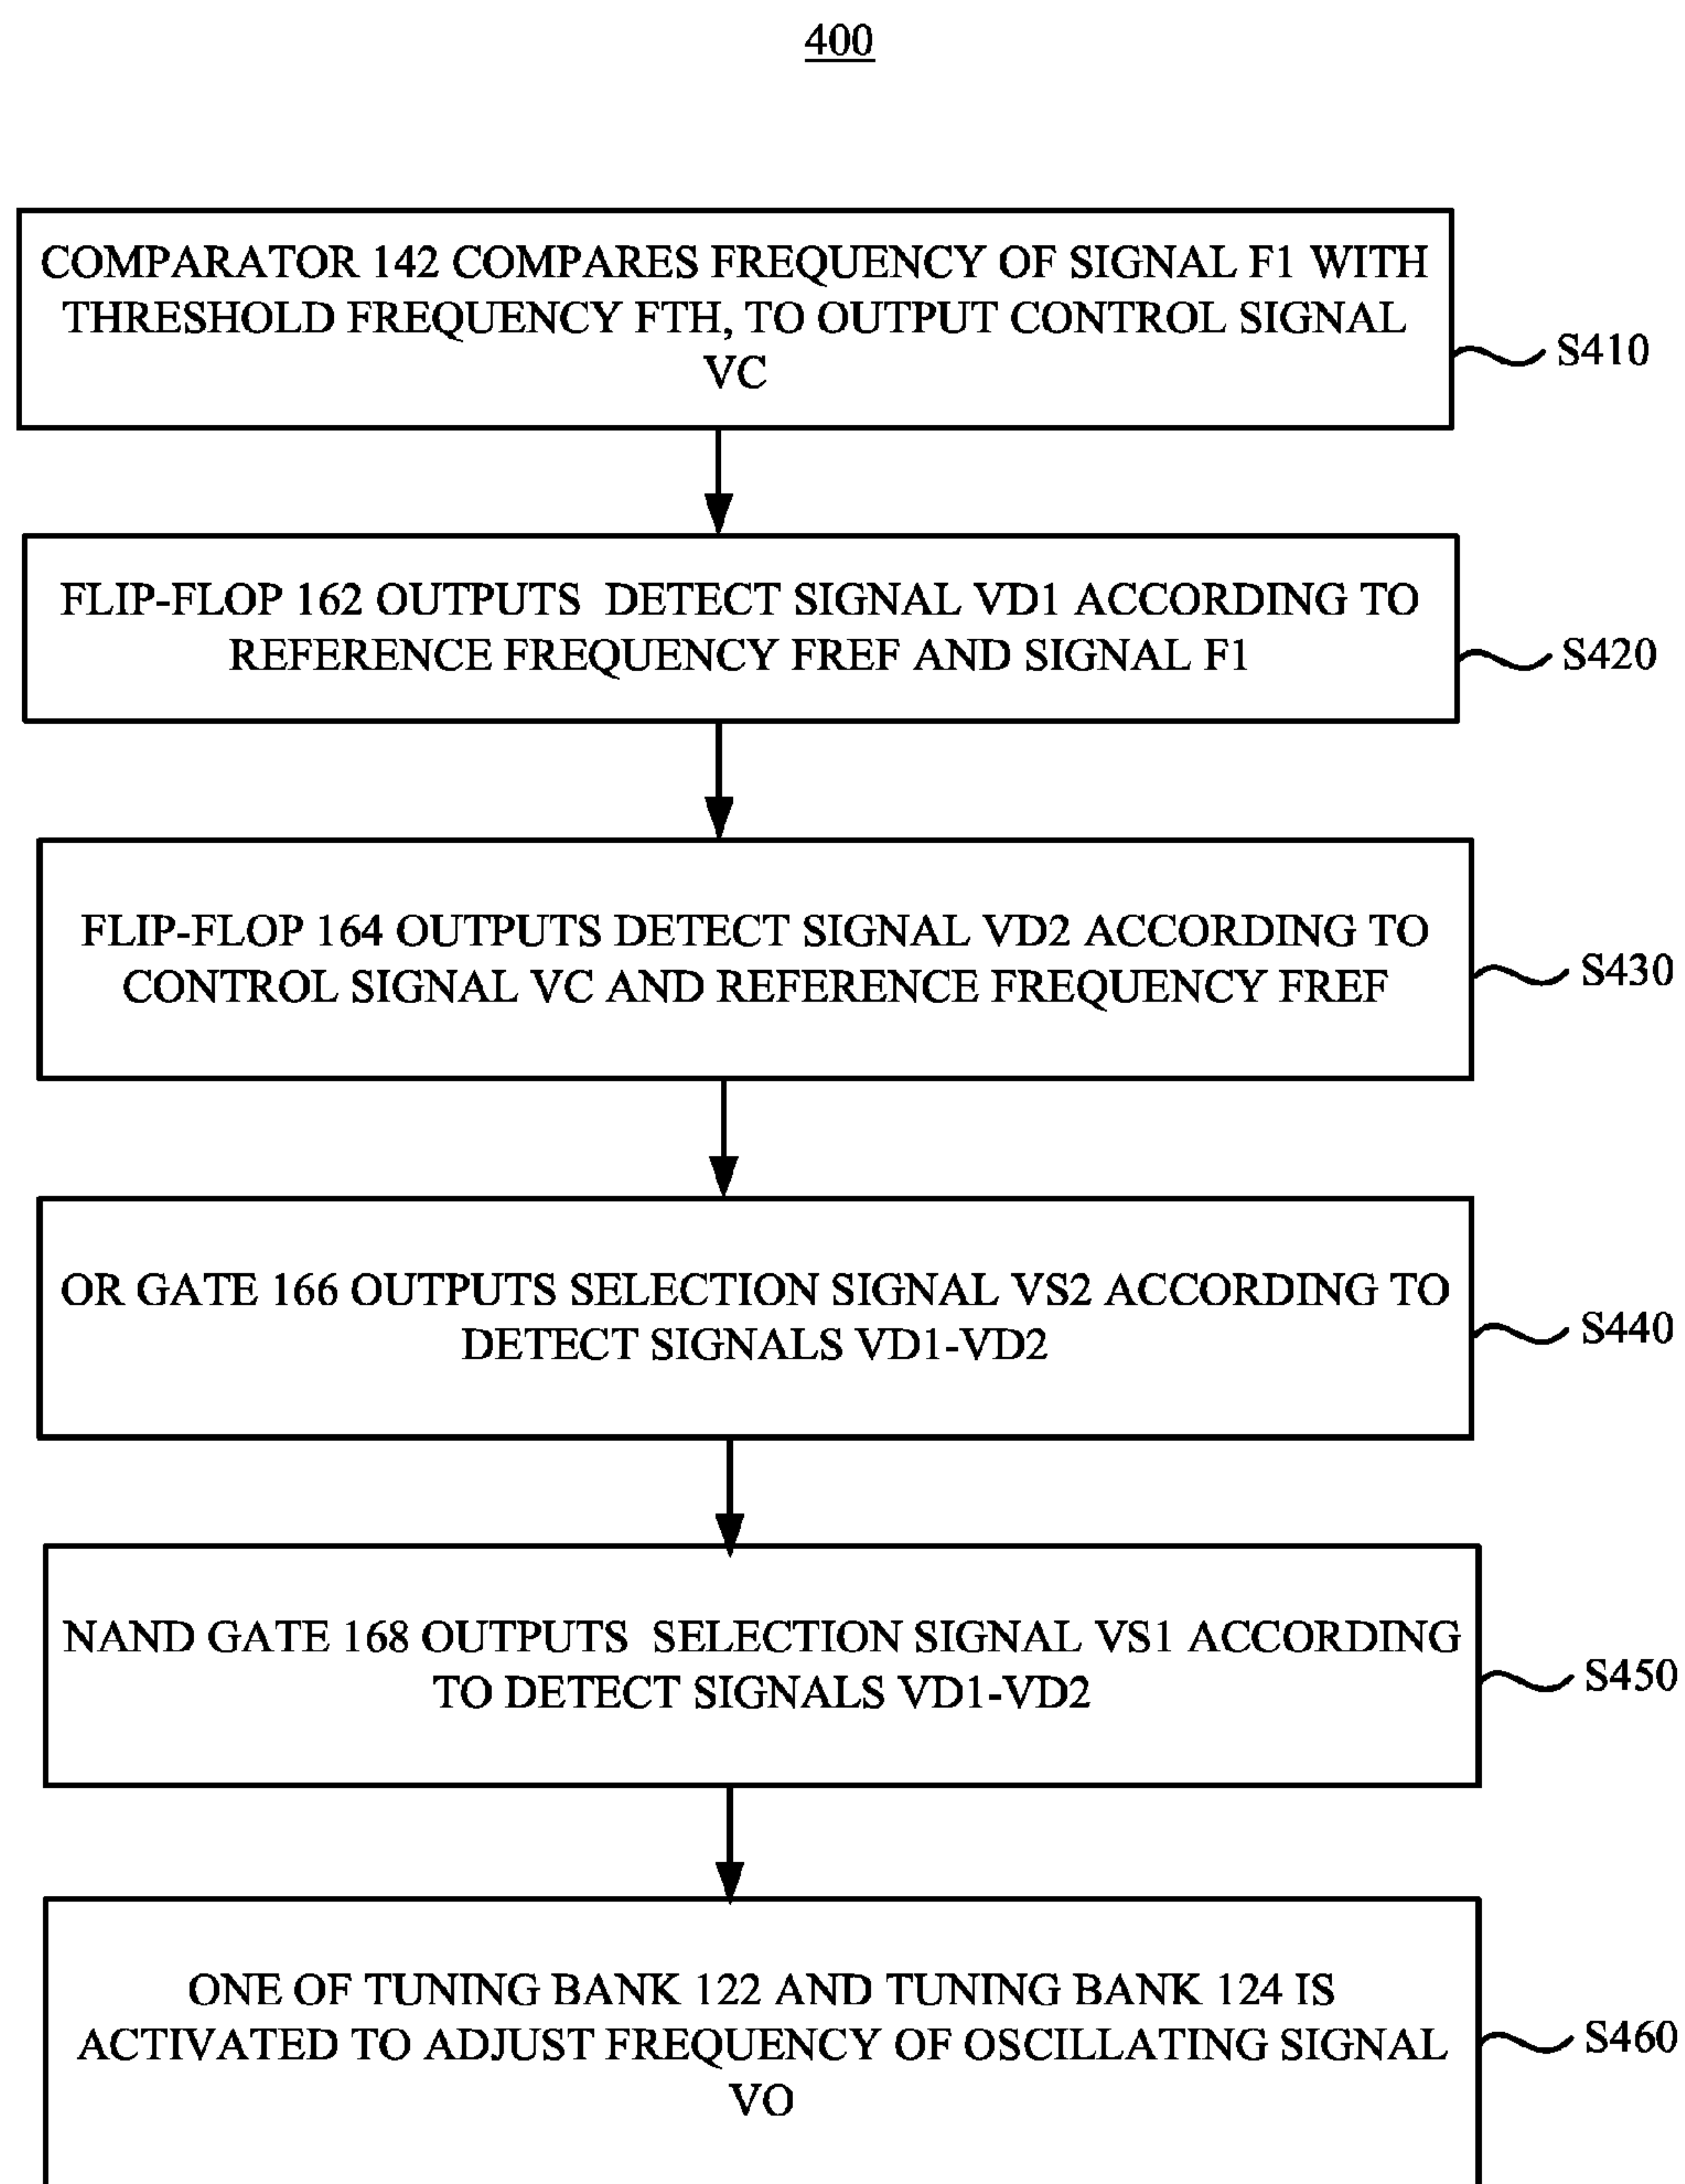 400
COMPARATOR 142 COMPARES FREQUENCY OF SIGNAL F1 WITH
THRESHOLD FREQUENCY FTH, TO OUTPUT CONTROL SIGNAL
VC
S410
FLIP-FLOP 162 OUTPUTS DETECT SIGNAL VD1 ACCORDING TO
REFERENCE FREQUENCY FREF AND SIGNAL F1
S420
FLIP-FLOP 164 OUTPUTS DETECT SIGNAL VD2 ACCORDING TO
CONTROL SIGNAL VC AND REFERENCE FREQUENCY FREF
S430
OR GATE 166 OUTPUTS SELECTION SIGNAL VS2 ACCORDING TO
DETECT SIGNALS VD1-VD2
S440
NAND GATE 168 OUTPUTS SELECTION SIGNAL VS1 ACCORDING
TO DETECT SIGNALS VD1-VD2
S450
ONE OF TUNING BANK 122 AND TUNING BANK 124 IS
ACTIVATED TO ADJUST FREQUENCY OF OSCILLATING SIGNAL
VO
S460